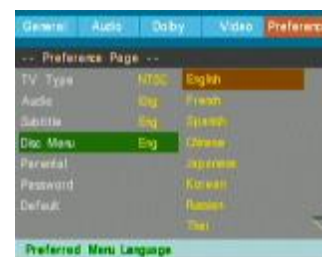 General Audio Dolby Video Preferenc
-- Preference Page --
TV Type NTSC English
Audio Eng French
Subtitle Eng Spanish
Disc Menu Eng Chinese
Parental Japanese
Password Korean
Default Russian
Thai
Preferred Menu Language